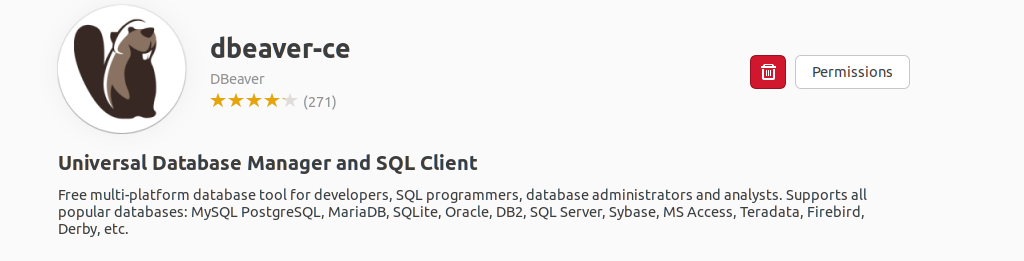 dbeaver-ce
DBeaver
(271)
Permissions
Universal Database Manager and SQL Client
Free multi-platform database tool for developers, SQL programmers, database administrators and analysts. Supports all
popular databases: MySQL PostgreSQL, MariaDB, SQLite, Oracle, DB2, SQL Server, Sybase, MS Access, Teradata, Firebird,
Derby, etc.